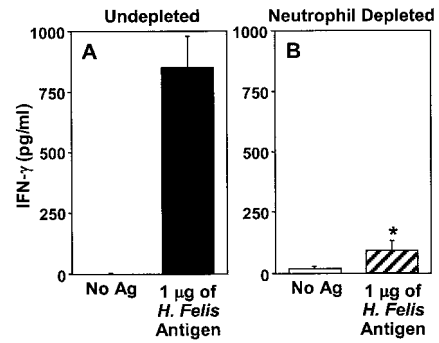 Undepleted
Neutrophil Depleted
A
B
IFN-γ (pg/ml)
1000
750
500
250
0
1000
750
500
250
0
*
No Ag
1 μg of
H. Felis
Antigen
No Ag
1 μg of
H. Felis
Antigen